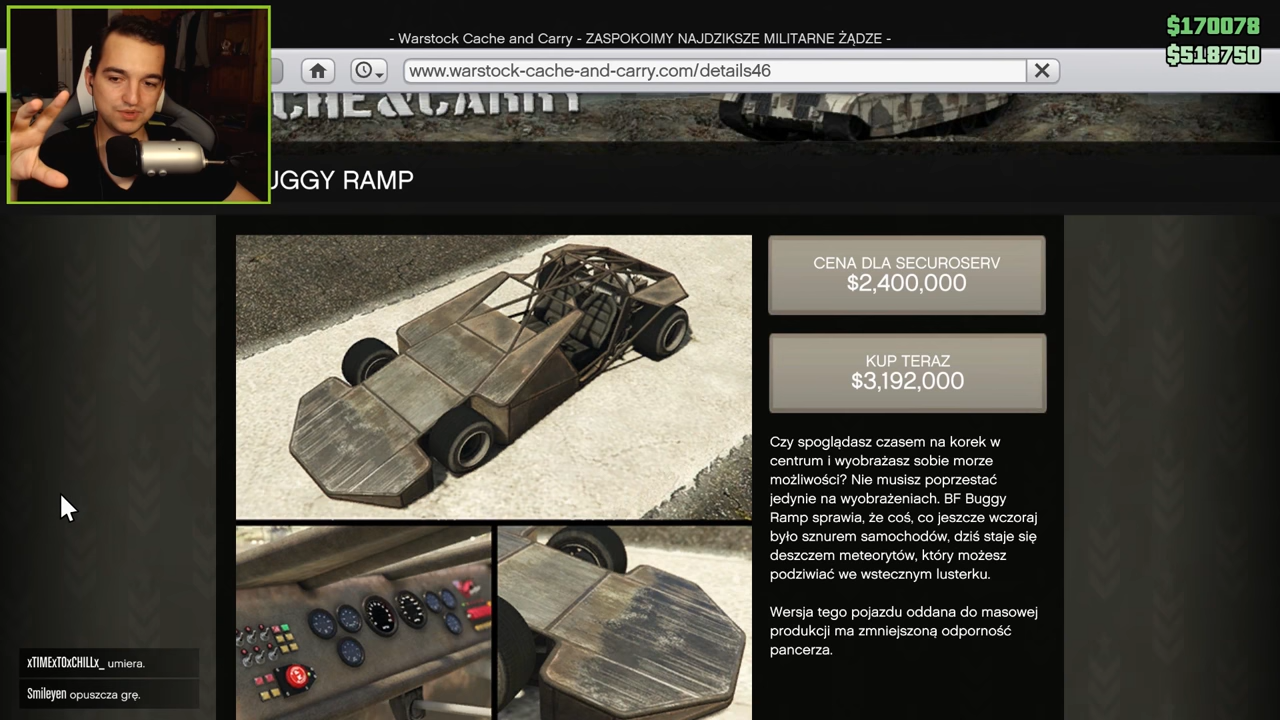 - Warstock Cache and Carry - ZASPOKOIMY NAJDZIKSZE MILITARNE ŻĄDZE -
$170078
$518750
www.warstock-cache-and-carry.com/details46
CHE&CARRY
UGGY RAMP
CENA DLA SECUROSERV
$2,400,000
KUP TERAZ
$3,192,000
Czy spoglądasz czasem na korek w
centrum i wyobrażasz sobie morze
możliwości? Nie musisz poprzestać
jedynie na wyobrażeniach. BF Buggy
Ramp sprawia, że coś, co jeszcze wczoraj
było sznurem samochodów, dziś staje się
deszczem meteorytów, który możesz
podziwiać we wstecznym lusterku.
Wersja tego pojazdu oddana do masowej
produkcji ma zmniejszoną odporność
pancerza.
xTIMExTOxCHILLx_ umiera.
Smileyen opuszcza grę.